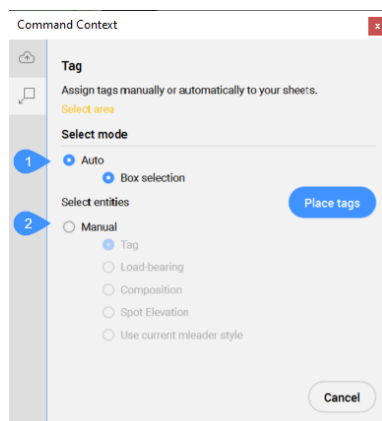 Command Context
x
Tag
Assign tags manually or automatically to your sheets.
Select area
Select mode
1
Auto
Box selection
Select entities
Place tags
2
Manual
Tag
Load-bearing
Composition
Spot Elevation
Use current mleader style
Cancel